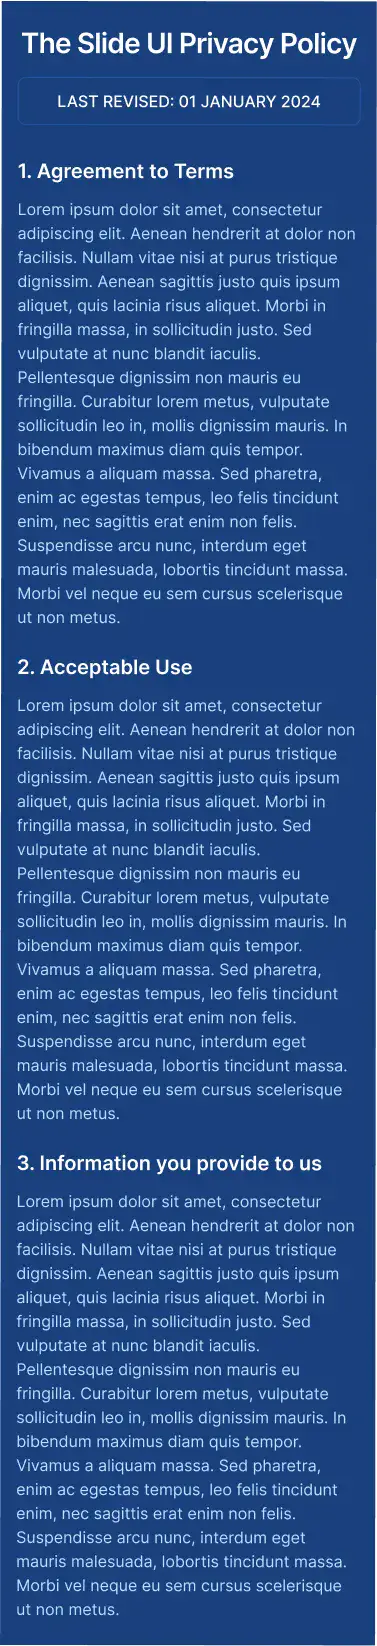 The Slide UI Privacy Policy
LAST REVISED: 01 JANUARY 2024
1. Agreement to Terms
Lorem ipsum dolor sit amet, consectetur
adipiscing elit. Aenean hendrerit at dolor non
facilisis. Nullam vitae nisi at purus tristique
dignissim. Aenean sagittis justo quis ipsum
aliquet, quis lacinia risus aliquet. Morbi in
fringilla massa, in sollicitudin justo. Sed
vulputate at nunc blandit iaculis.
Pellentesque dignissim non mauris eu
fringilla. Curabitur lorem metus, vulputate
sollicitudin leo in, mollis dignissim mauris. In
bibendum maximus diam quis tempor.
Vivamus a aliquam massa. Sed pharetra,
enim ac egestas tempus, leo felis tincidunt
enim, nec sagittis erat enim non felis.
Suspendisse arcu nunc, interdum eget
mauris malesuada, lobortis tincidunt massa.
Morbi vel neque eu sem cursus scelerisque
ut non metus.
2. Acceptable Use
Lorem ipsum dolor sit amet, consectetur
adipiscing elit. Aenean hendrerit at dolor non
facilisis. Nullam vitae nisi at purus tristique
dignissim. Aenean sagittis justo quis ipsum
aliquet, quis lacinia risus aliquet. Morbi in
fringilla massa, in sollicitudin justo. Sed
vulputate at nunc blandit iaculis.
Pellentesque dignissim non mauris eu
fringilla. Curabitur lorem metus, vulputate
sollicitudin leo in, mollis dignissim mauris. In
bibendum maximus diam quis tempor.
Vivamus a aliquam massa. Sed pharetra,
enim ac egestas tempus, leo felis tincidunt
enim, nec sagittis erat enim non felis.
Suspendisse arcu nunc, interdum eget
mauris malesuada, lobortis tincidunt massa.
Morbi vel neque eu sem cursus scelerisque
ut non metus.
3. Information you provide to us
Lorem ipsum dolor sit amet, consectetur
adipiscing elit. Aenean hendrerit at dolor non
facilisis. Nullam vitae nisi at purus tristique
dignissim. Aenean sagittis justo quis ipsum
aliquet, quis lacinia risus aliquet. Morbi in
fringilla massa, in sollicitudin justo. Sed
vulputate at nunc blandit iaculis.
Pellentesque dignissim non mauris eu
fringilla. Curabitur lorem metus, vulputate
sollicitudin leo in, mollis dignissim mauris. In
bibendum maximus diam quis tempor.
Vivamus a aliquam massa. Sed pharetra,
enim ac egestas tempus, leo felis tincidunt
enim, nec sagittis erat enim non felis.
Suspendisse arcu nunc, interdum eget
mauris malesuada, lobortis tincidunt massa.
Morbi vel neque eu sem cursus scelerisque
ut non metus.